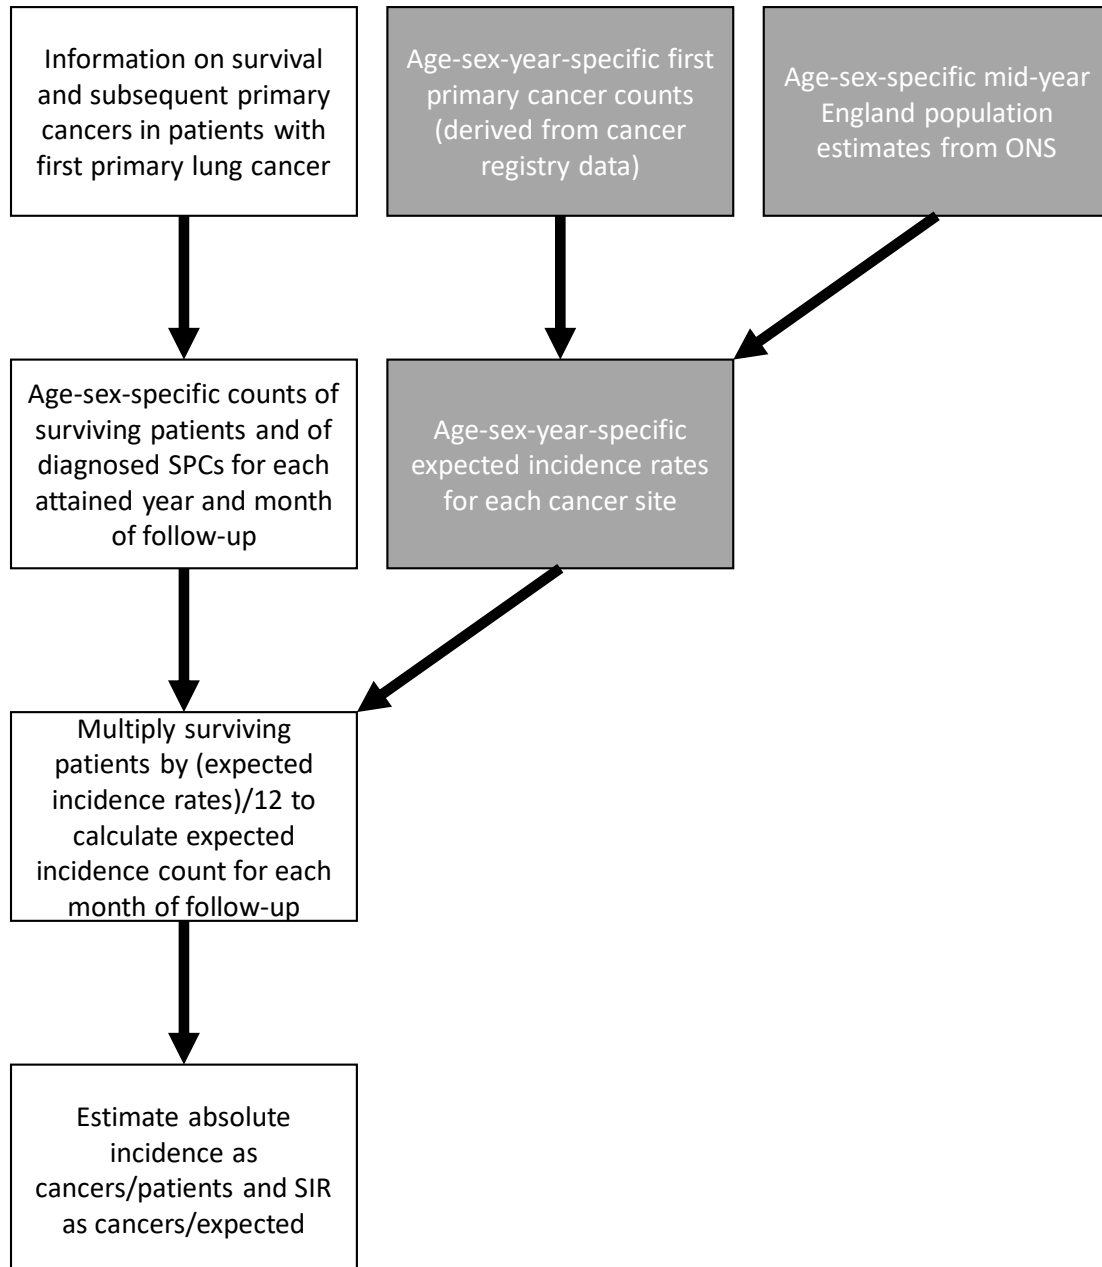 Information on survival
and subsequent primary
cancers in patients with
first primary lung cancer
Age-sex-year-specific first
primary cancer counts
(derived from cancer
registry data)
Age-sex-specific mid-year
England population
estimates from ONS
Age-sex-specific counts of
surviving patients and of
diagnosed SPCs for each
attained year and month
of follow-up
Age-sex-year-specific
expected incidence rates
for each cancer site
Multiply surviving
patients by (expected
incidence rates)/12 to
calculate expected
incidence count for each
month of follow-up
Estimate absolute
incidence as
cancers/patients and SIR
as cancers/expected